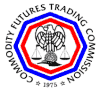 COMMODITY FUTURES TRADING COMMISSION
★ 1975 ★